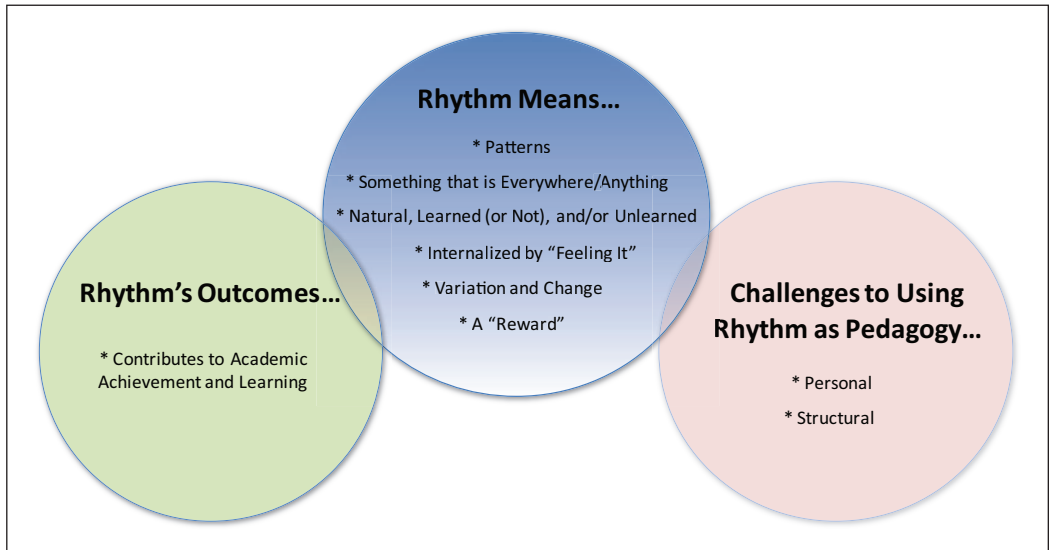 Rhythm Means…
* Patterns
* Something that is Everywhere/Anything
* Natural, Learned (or Not), and/or Unlearned
* Internalized by “Feeling It”
* Variation and Change
* A “Reward”
Rhythm’s Outcomes…
* Contributes to Academic
Achievement and Learning
Challenges to Using
Rhythm as Pedagogy…
* Personal
* Structural